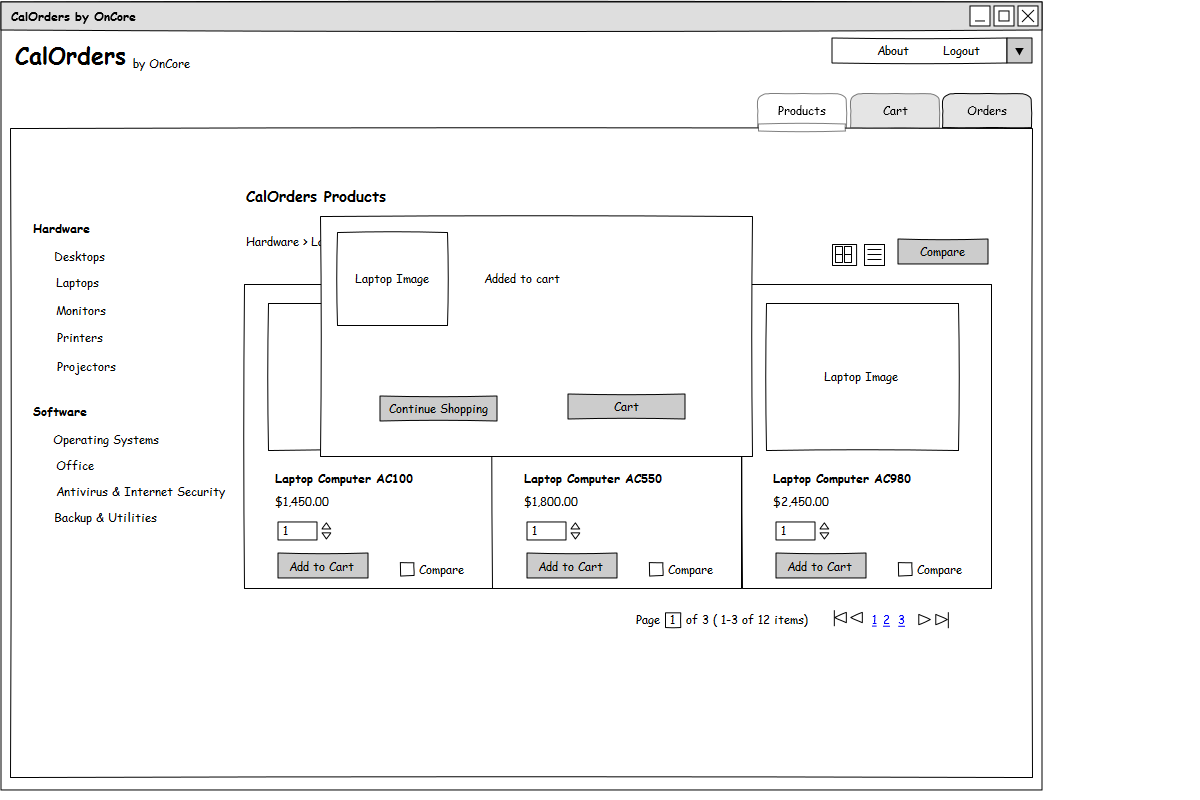 CalOrders by OnCore
CalOrders by OnCore
About Logout
Products Cart Orders
CalOrders Products
Hardware
Desktops
Laptops
Monitors
Printers
Projectors
Software
Operating Systems
Office
Antivirus & Internet Security
Backup & Utilities
Hardware > La
Compare
Laptop Image
Added to cart
Continue Shopping
Cart
Laptop Image
Laptop Computer AC100
$1,450.00
1
Add to Cart
Compare
Laptop Computer AC550
$1,800.00
1
Add to Cart
Compare
Laptop Computer AC980
$2,450.00
1
Add to Cart
Compare
Page 1 of 3 ( 1-3 of 12 items) 1 2 3